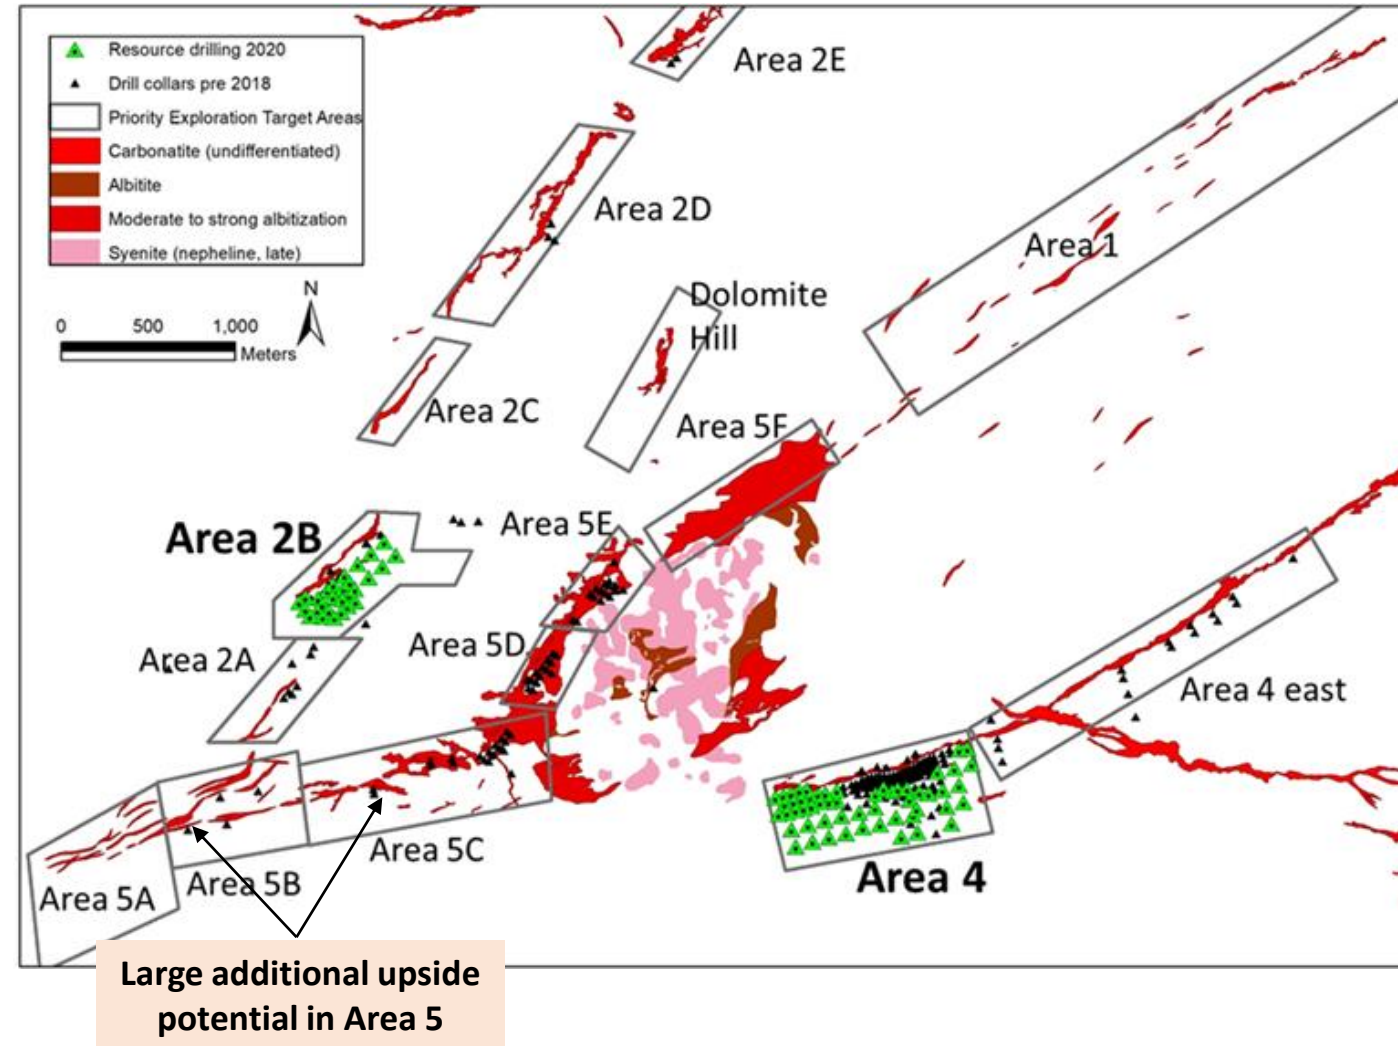 Resource drilling 2020
Drill collars pre 2018
Priority Exploration Target Areas
Carbonatite (undifferentiated)
Albitite
Moderate to strong albitization
Syenite (nepheline, late)
N
0 500 1,000
Meters
Area 2E
Area 2D
Area 1
Dolomite
Hill
Area 2C
Area 5F
Area 2B
Area 5E
Area 5D
Area 2A
Area 4 east
Area 5C
Area 4
Area 5B
Area 5A
Large additional upside
potential in Area 5